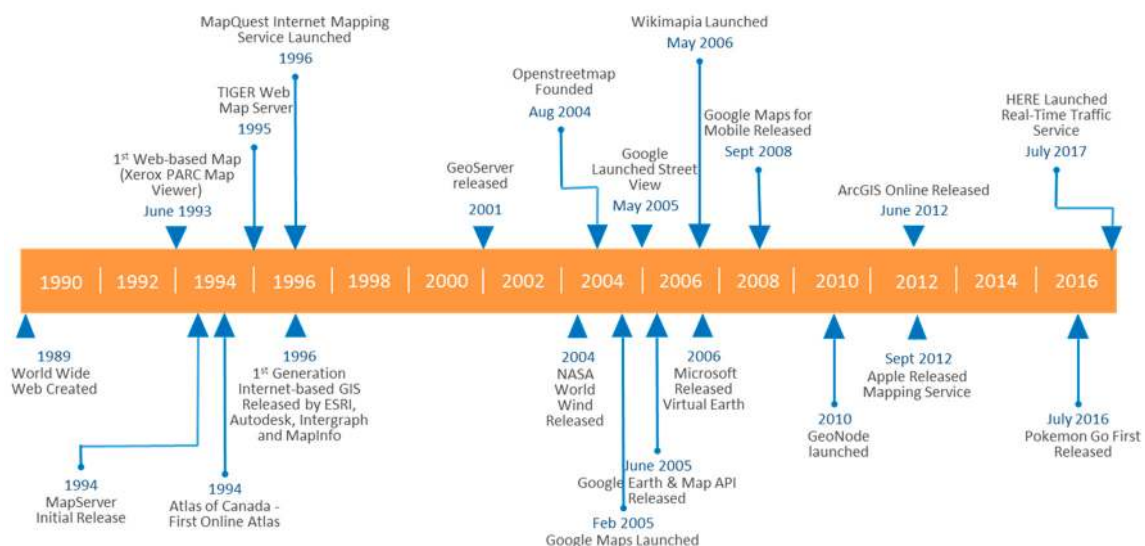 MapQuest Internet Mapping
Service Launched
1996
TIGER Web
Map Server
1995
1st Web-based Map
(Xerox PARC Map
Viewer)
June 1993
GeoServer
released
2001
Openstreetmap
Founded
Aug 2004
Google
Launched Street
View
May 2005
Wikimapia Launched
May 2006
Google Maps for
Mobile Released
Sept 2008
ArcGIS Online Released
June 2012
HERE Launched
Real-Time Traffic
Service
July 2017
1990 1992 1994 1996 1998 2000 2002 2004 2006 2008 2010 2012 2014 2016
1989
World Wide
Web Created
1994
MapServer
Initial Release
1994
Atlas of Canada -
First Online Atlas
1996
1st Generation
Internet-based GIS
Released by ESRI,
Autodesk, Intergraph
and MapInfo
2004
NASA
World
Wind
Released
Feb 2005
Google Maps Launched
June 2005
Google Earth & Map API
Released
2006
Microsoft
Released
Virtual Earth
2010
GeoNode
launched
Sept 2012
Apple Released
Mapping Service
July 2016
Pokemon Go First
Released